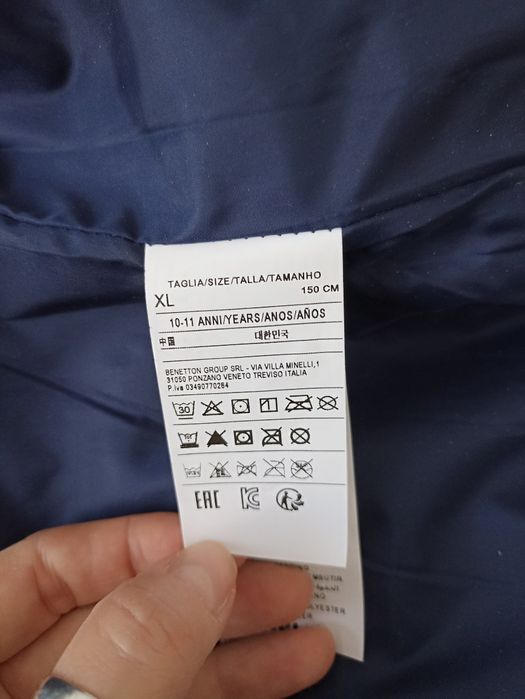 TAGLIA/SIZE/TALLA/TAMANHO
XL 150 CM
10-11 ANNI/YEARS/ANOS/AÑOS
中国 대한민국
BENETTON GROUP SRL - VIA VILLA MINELLI,1
31050 PONZANO VENETO TREVISO ITALIA
P.iva 03490770264
30
EAC